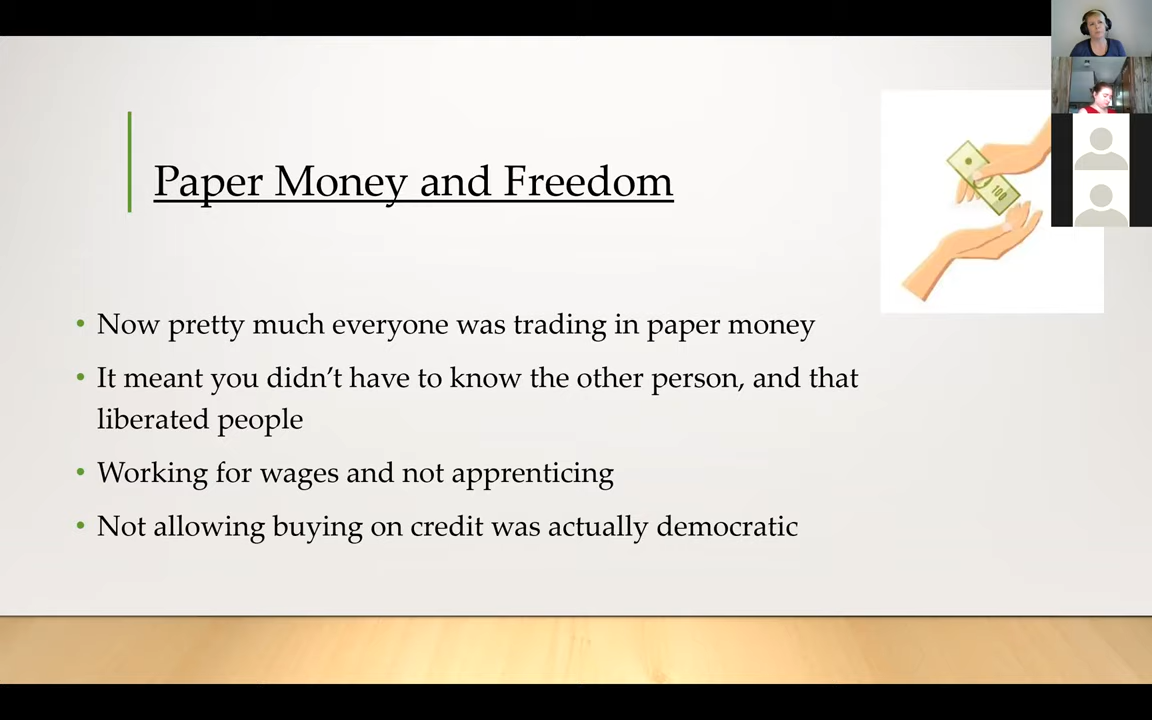 Paper Money and Freedom
100
Now pretty much everyone was trading in paper money
It meant you didn't have to know the other person, and that
liberated people
Working for wages and not apprenticing
Not allowing buying on credit was actually democratic